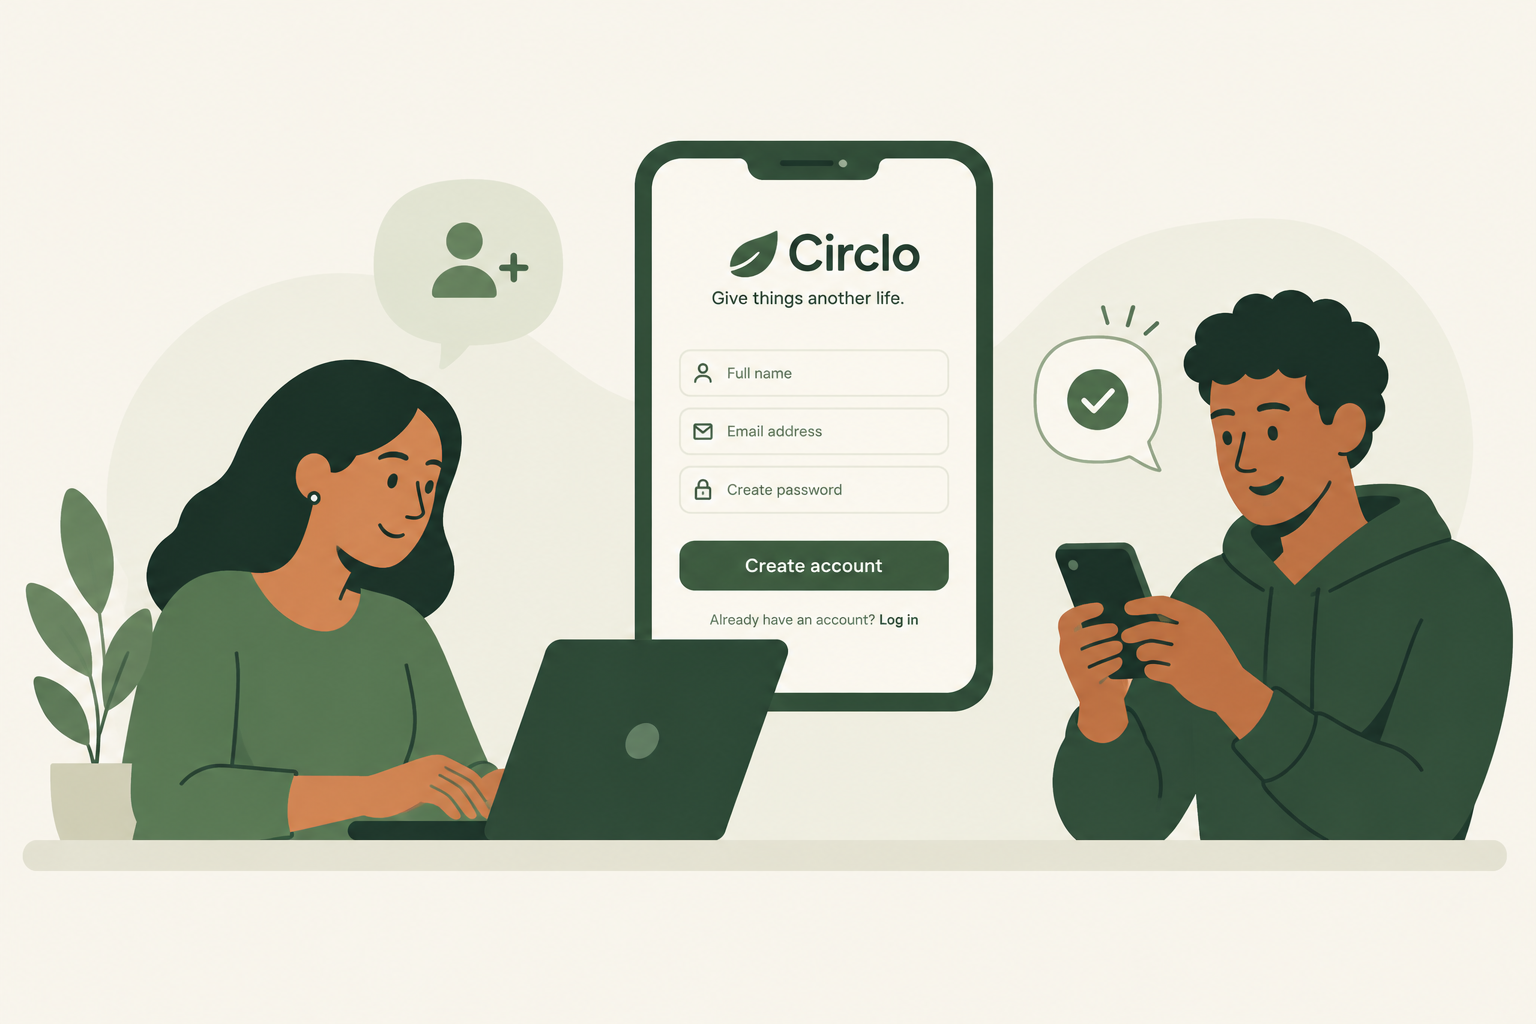 Circlo
Give things another life.
Full name
Email address
Create password
Create account
Already have an account? Log in